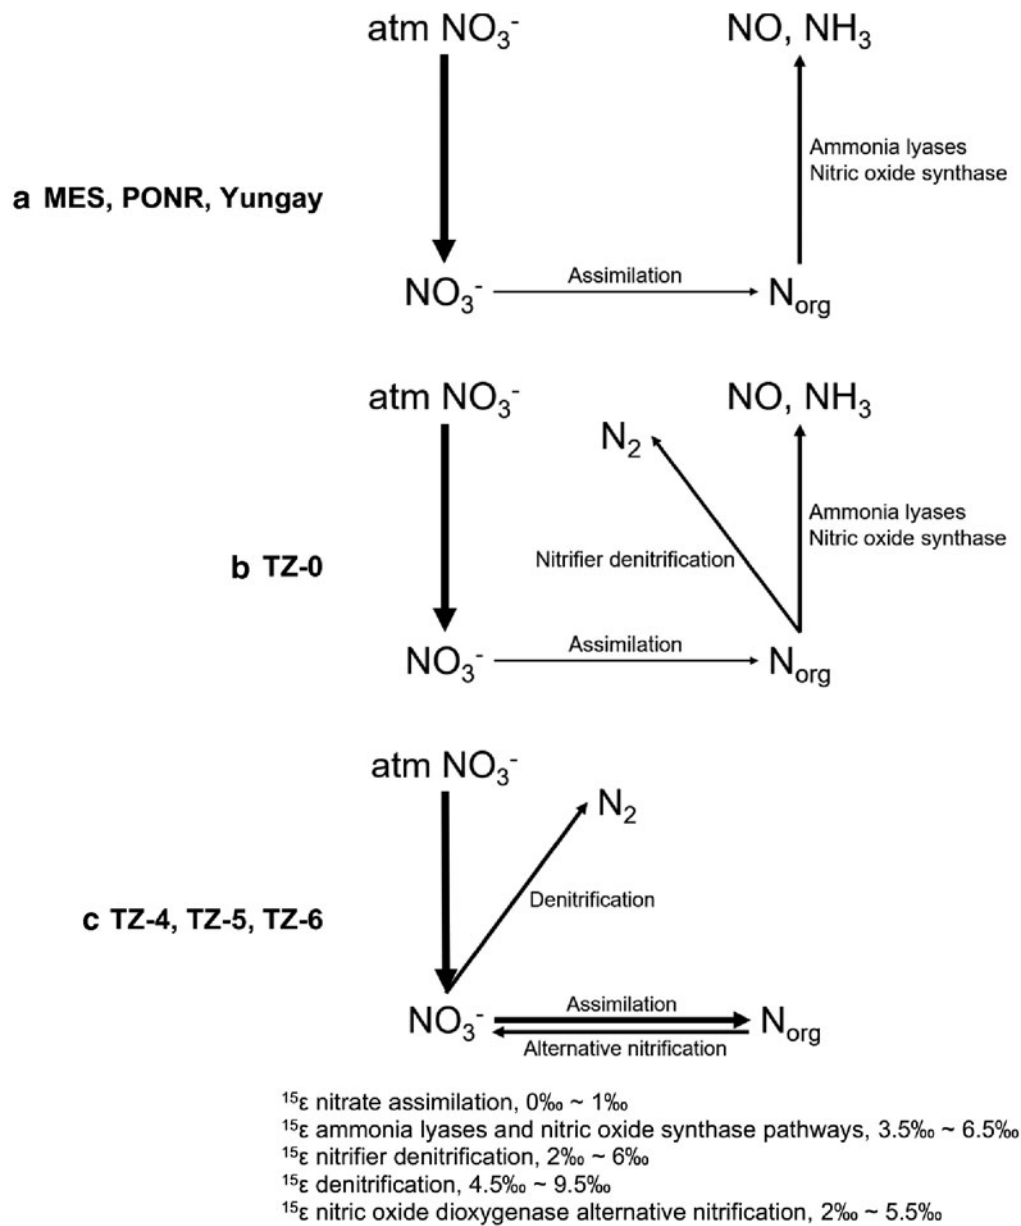 atm NO₃⁻
NO, NH₃
Ammonia lyases
Nitric oxide synthase
a MES, PONR, Yungay
Assimilation
NO₃⁻
Norg
atm NO₃⁻
NO, NH₃
N₂
Ammonia lyases
Nitric oxide synthase
Nitrifier denitrification
b TZ-0
Assimilation
NO₃⁻
Norg
atm NO₃⁻
N₂
Denitrification
c TZ-4, TZ-5, TZ-6
Assimilation
NO₃⁻
Norg
Alternative nitrification
¹⁵ε nitrate assimilation, 0‰ ~ 1‰
¹⁵ε ammonia lyases and nitric oxide synthase pathways, 3.5‰ ~ 6.5‰
¹⁵ε nitrifier denitrification, 2‰ ~ 6‰
¹⁵ε denitrification, 4.5‰ ~ 9.5‰
¹⁵ε nitric oxide dioxygenase alternative nitrification, 2‰ ~ 5.5‰